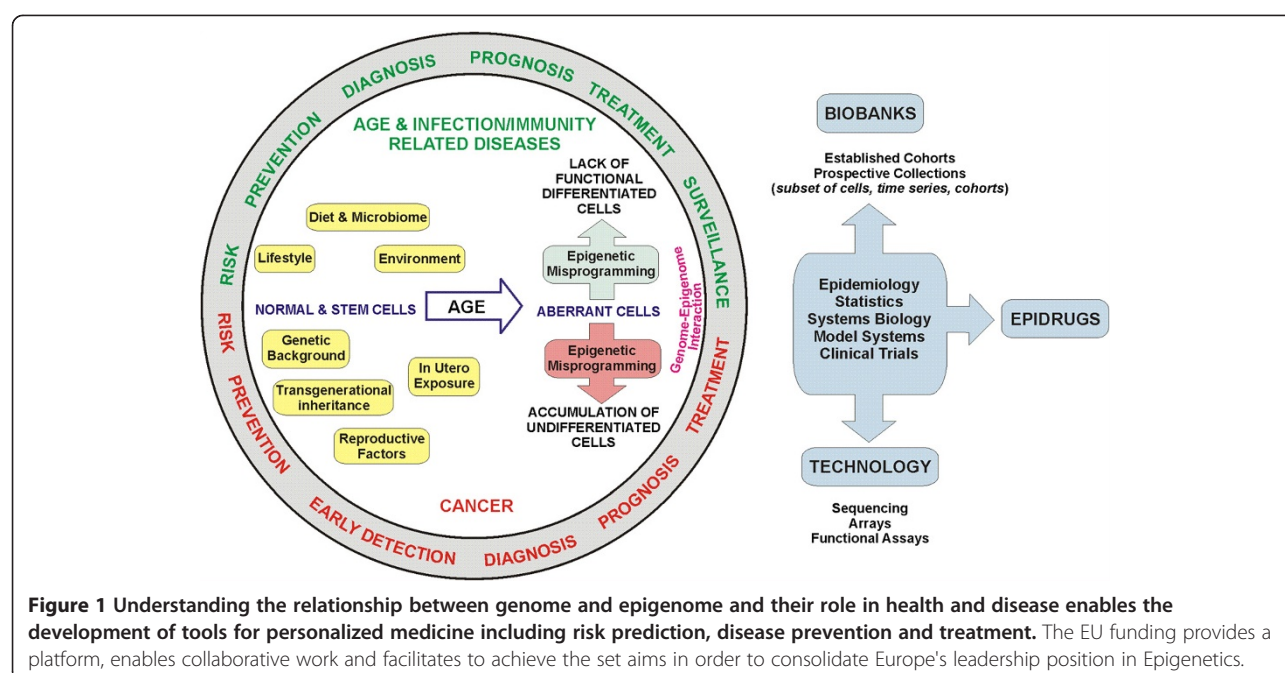 RISK
PREVENTION
DIAGNOSIS
PROGNOSIS
TREATMENT
SURVEILLANCE
AGE & INFECTION/IMMUNITY
RELATED DISEASES
LACK OF
FUNCTIONAL
DIFFERENTIATED
CELLS
Diet & Microbiome
Lifestyle
Environment
Epigenetic
Misprogramming
NORMAL & STEM CELLS
AGE
ABERRANT CELLS
Genome-Epigenome
Interaction
Genetic
Background
In Utero
Exposure
Transgenerational
inheritance
Reproductive
Factors
Epigenetic
Misprogramming
ACCUMULATION OF
UNDIFFERENTIATED
CELLS
CANCER
RISK
PREVENTION
EARLY DETECTION
DIAGNOSIS
PROGNOSIS
TREATMENT
BIOBANKS
Established Cohorts
Prospective Collections
(subset of cells, time series, cohorts)
Epidemiology
Statistics
Systems Biology
Model Systems
Clinical Trials
EPIDRUGS
TECHNOLOGY
Sequencing
Arrays
Functional Assays
Figure 1 Understanding the relationship between genome and epigenome and their role in health and disease enables the
development of tools for personalized medicine including risk prediction, disease prevention and treatment. The EU funding provides a
platform, enables collaborative work and facilitates to achieve the set aims in order to consolidate Europe's leadership position in Epigenetics.